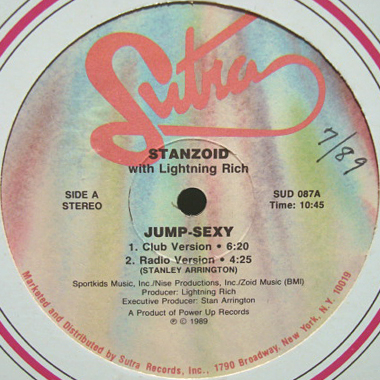 Sutra
7/89
STANZOID
with Lightning Rich
SIDE A
STEREO
SUD 087A
Time: 10:45
JUMP-SEXY
1. Club Version • 6:20
2. Radio Version • 4:25
(STANLEY ARRINGTON)
Sportkids Music, Inc./Nise Productions, Inc./Zoid Music (BMI)
Producer: Lightning Rich
Executive Producer: Stan Arrington
A Product of Power Up Records
℗ © 1989
Marketed and Distributed by Sutra Records, Inc., 1790 Broadway, New York, N.Y. 10019